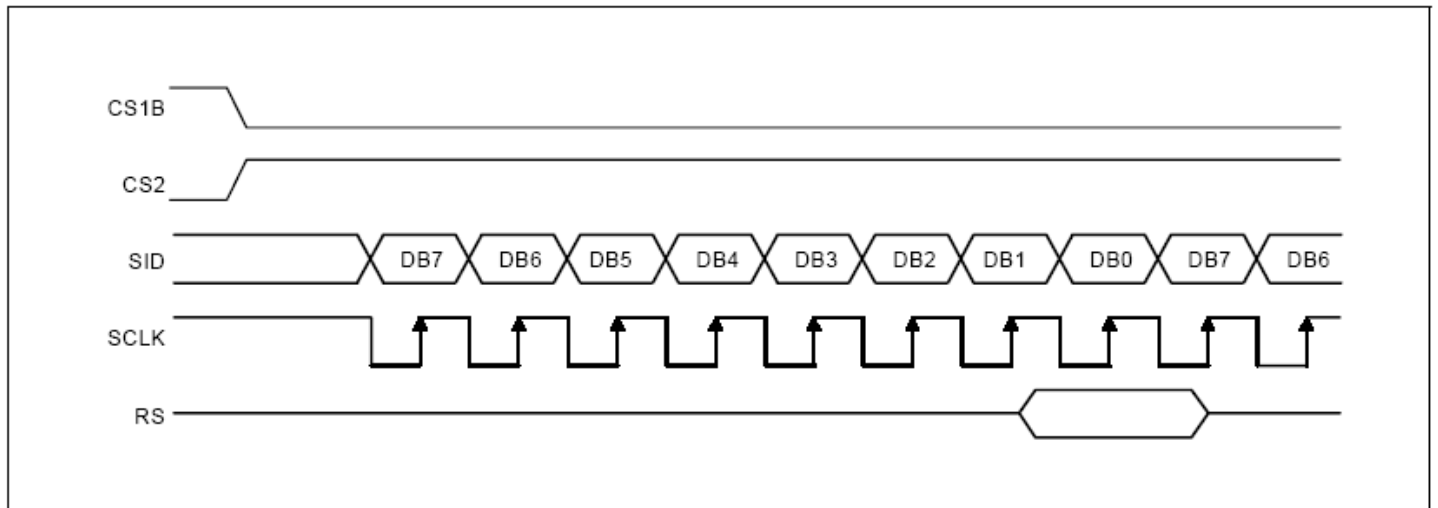 CS1B
CS2
SID DB7 DB6 DB5 DB4 DB3 DB2 DB1 DB0 DB7 DB6
SCLK
RS